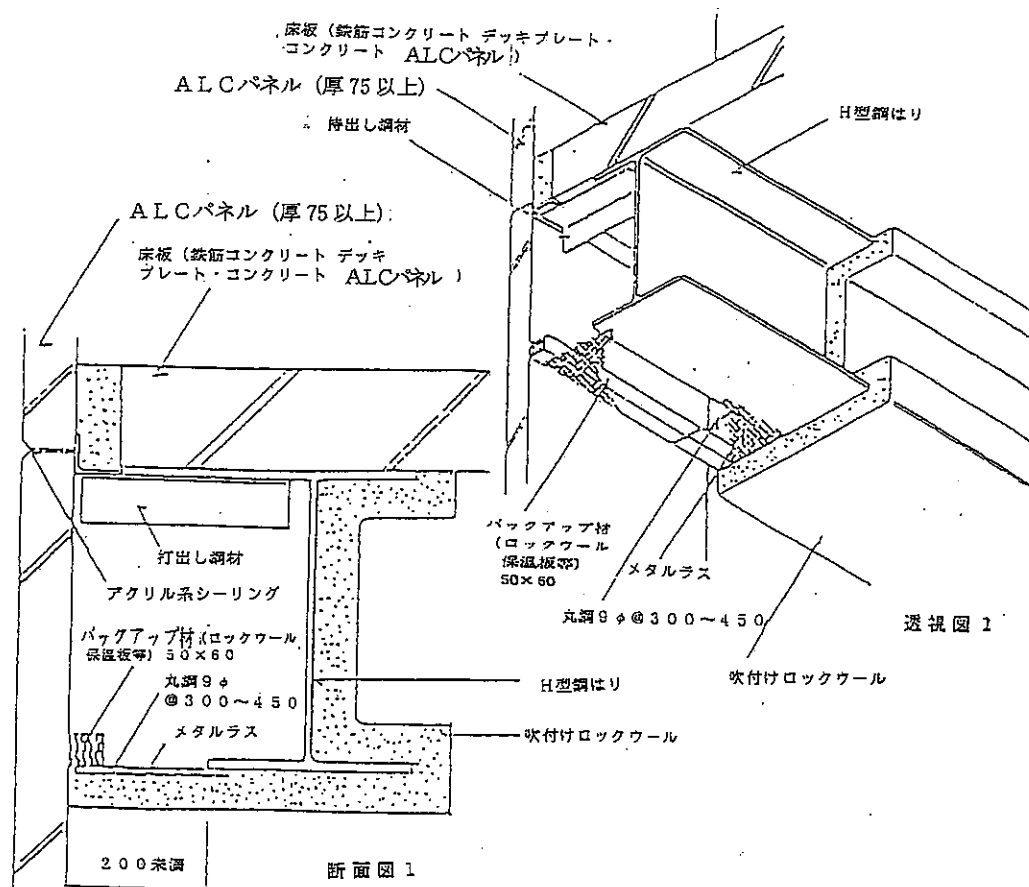 床板（鉄筋コンクリート デッキプレート・
コンクリート ALCパネル）
ALCパネル（厚75以上）
持出し鋼材
H型鋼はり
ALCパネル（厚75以上）
床板（鉄筋コンクリート デッキ
プレート・コンクリート ALCパネル）
打出し鋼材
アクリル系シーリング
バックアップ材（ロックウール
保温板等）50×60
丸鋼9φ
@300〜450
メタルラス
H型鋼はり
吹付けロックウール
200未満
断面図1
バックアップ材
（ロックウール
保温板等）
50×60
メタルラス
丸鋼9φ@300〜450
吹付けロックウール
透視図1